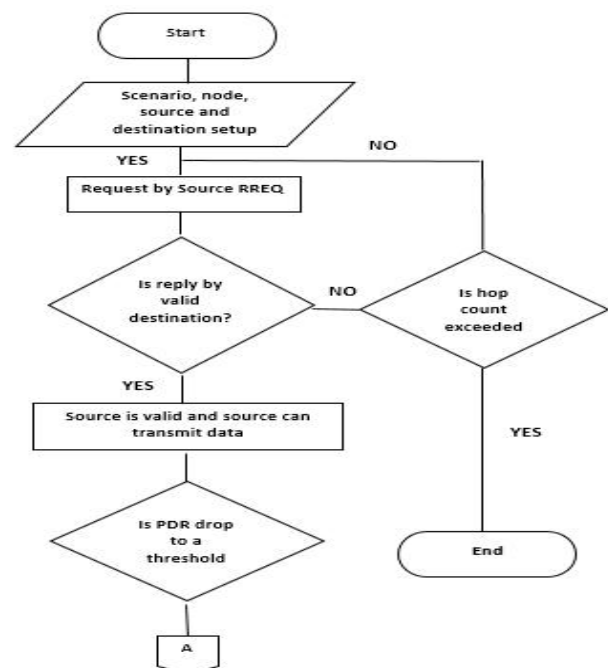 Start
Scenario, node,
source and
destination setup
YES
NO
Request by Source RREQ
Is reply by
valid
destination?
NO
Is hop
count
exceeded
YES
Source is valid and source can
transmit data
YES
Is PDR drop
to a
threshold
End
A